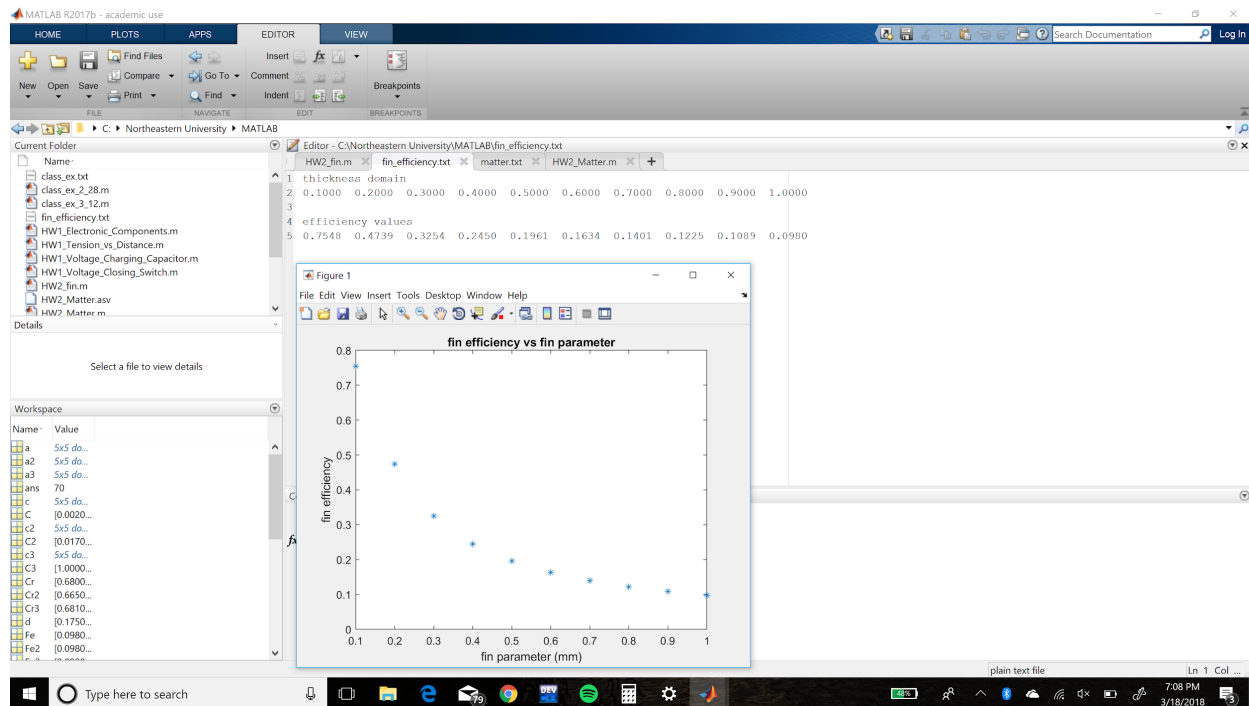 MATLAB R2017b - academic use
HOME PLOTS APPS EDITOR VIEW
Search Documentation
Log In
New Open Save
Find Files
Compare
Print
Go To
Find
Insert
fx
Comment
Indent
Breakpoints
FILE NAVIGATE EDIT BREAKPOINTS
C: Northeastern University MATLAB
Current Folder
Name
class_ex.txt
class_ex_2_28.m
class_ex_3_12.m
fin_efficiency.txt
HW1_Electronic_Components.m
HW1_Tension_vs_Distance.m
HW1_Voltage_Charging_Capacitor.m
HW1_Voltage_Closing_Switch.m
HW2_fin.m
HW2_Matter.asv
HW2_Matter.m
Details
Select a file to view details
Workspace
Name Value
a 5x5 do...
a2 5x5 do...
a3 5x5 do...
ans 70
c 5x5 do...
C [0.0020...
c2 5x5 do...
C2 [0.0170...
c3 5x5 do...
C3 [1.0000...
Cr [0.6800...
Cr2 [0.6650...
Cr3 [0.6810...
d [0.1750...
Fe [0.0980...
Fe2 [0.0980...
Editor - C:\Northeastern University\MATLAB\fin_efficiency.txt
HW2_fin.m fin_efficiency.txt matter.txt HW2_Matter.m
1 thickness domain
2 0.1000 0.2000 0.3000 0.4000 0.5000 0.6000 0.7000 0.8000 0.9000 1.0000
3
4 efficiency values
5 0.7548 0.4739 0.3254 0.2450 0.1961 0.1634 0.1401 0.1225 0.1089 0.0980
Figure 1
File Edit View Insert Tools Desktop Window Help
fin efficiency vs fin parameter
0.8
0.7
0.6
0.5
0.4
0.3
0.2
0.1
0
fin efficiency
0.1 0.2 0.3 0.4 0.5 0.6 0.7 0.8 0.9 1
fin parameter (mm)
plain text file
Ln 1 Col ...
Type here to search
79
DEV
48%
7:08 PM
3/18/2018
3